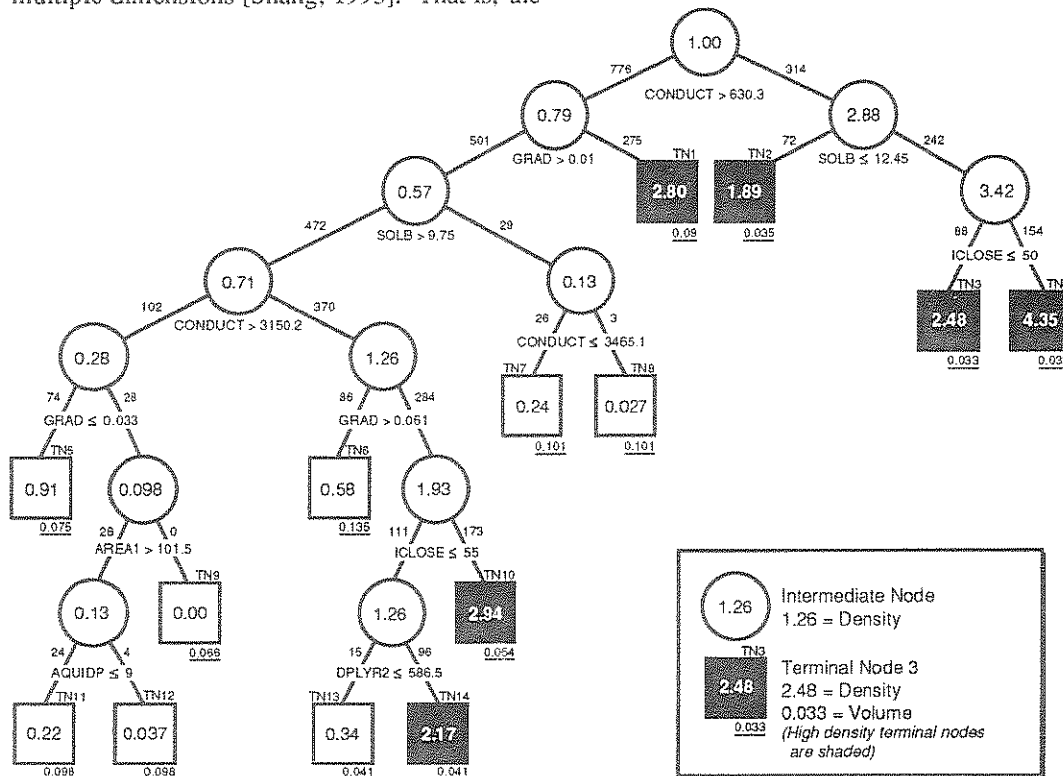 multiple dimensions [Shang, 1993]. That is,
1.00
776
314
CONDUCT > 630.3
0.79
2.88
501
275
72
242
GRAD > 0.01
SOLB ≤ 12.45
TN1
TN2
0.57
2.80
1.89
3.42
0.09
0.035
472
29
88
154
SOLB > 9.75
ICLOSE ≤ 50
0.71
0.13
TN3
2.48
4.35
0.033
102
370
26
3
CONDUCT > 3150.2
CONDUCT ≤ 3465.1
0.28
1.26
TN7
TN8
0.24
0.027
0.101
0.101
74
28
86
284
GRAD ≤ 0.033
GRAD > 0.061
TN5
TN6
0.91
0.098
0.58
1.93
0.075
0.135
28
0
111
173
AREA1 > 101.5
ICLOSE ≤ 55
TN9
TN10
0.13
0.00
1.26
2.94
0.066
0.054
24
4
15
96
AQUIDP ≤ 9
DPLYR2 ≤ 586.5
TN11
TN12
TN13
TN14
0.22
0.037
0.34
2.17
0.098
0.098
0.041
0.041
1.26
Intermediate Node
1.26 = Density
TN3
2.48
0.033
Terminal Node 3
2.48 = Density
0.033 = Volume
(High density terminal nodes
are shaded)